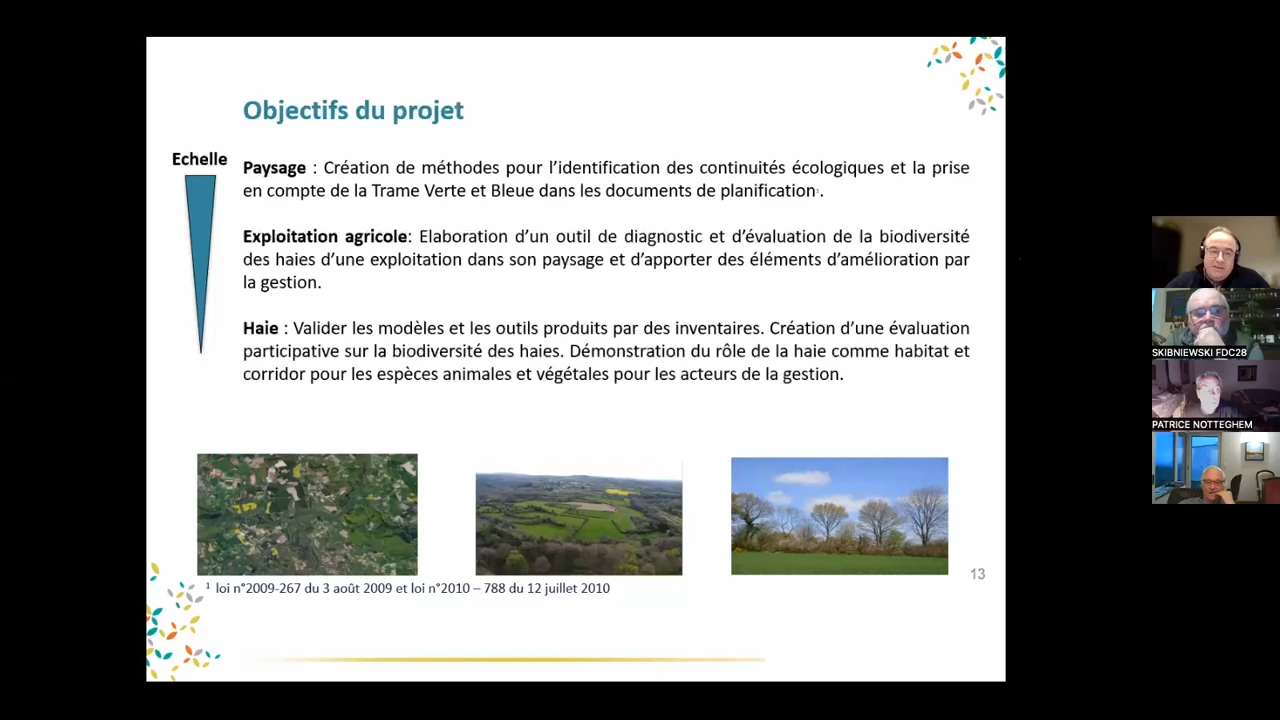 Objectifs du projet
Echelle
Paysage : Création de méthodes pour l'identification des continuités écologiques et la prise
en compte de la Trame Verte et Bleue dans les documents de planification¹.
Exploitation agricole: Elaboration d'un outil de diagnostic et d'évaluation de la biodiversité
des haies d'une exploitation dans son paysage et d'apporter des éléments d'amélioration par
la gestion.
Haie : Valider les modèles et les outils produits par des inventaires. Création d'une évaluation
participative sur la biodiversité des haies. Démonstration du rôle de la haie comme habitat et
corridor pour les espèces animales et végétales pour les acteurs de la gestion.
13
¹ loi n°2009-267 du 3 août 2009 et loi n°2010 – 788 du 12 juillet 2010
SKIBNIEWSKI FDC28
PATRICE NOTTEGHEM